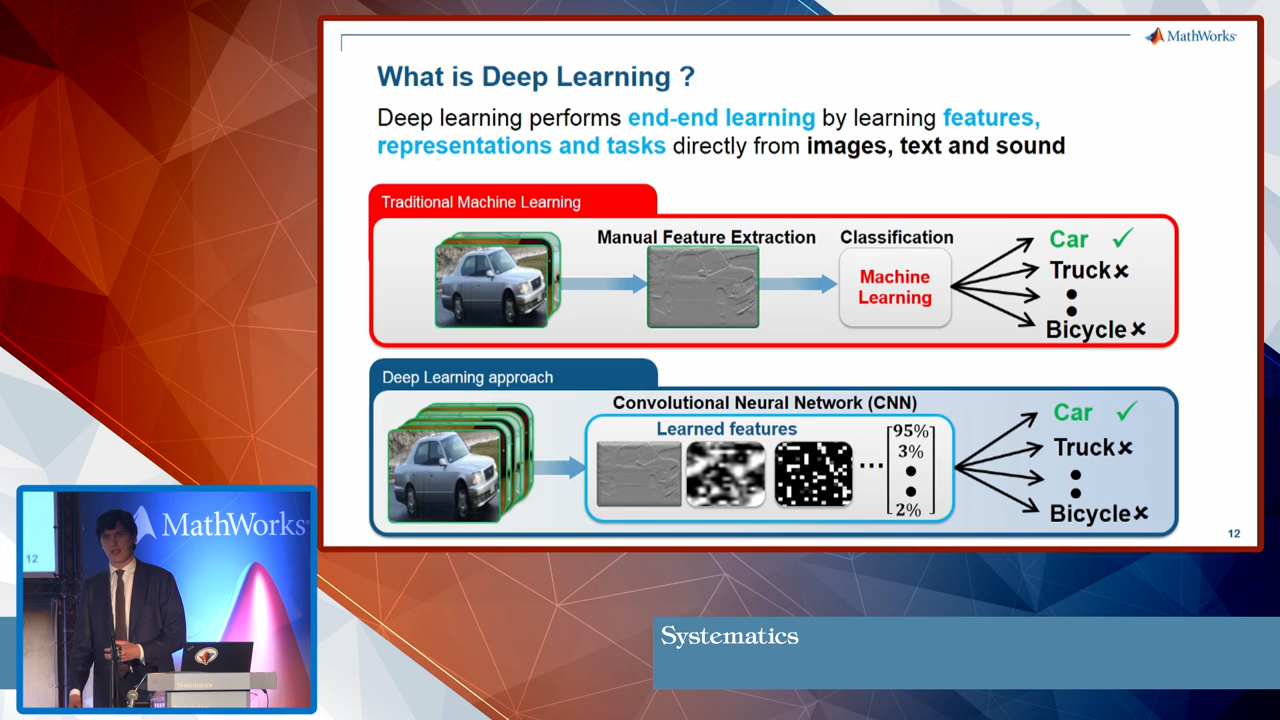 MathWorks
What is Deep Learning ?
Deep learning performs end-end learning by learning features,
representations and tasks directly from images, text and sound
Traditional Machine Learning
Manual Feature Extraction
Classification
Machine
Learning
Car ✓
Truck ×
Bicycle ×
Deep Learning approach
Convolutional Neural Network (CNN)
Learned features
...
95%
3%
2%
Car ✓
Truck ×
Bicycle ×
12
12
MathWorks
Systematics
Systematics